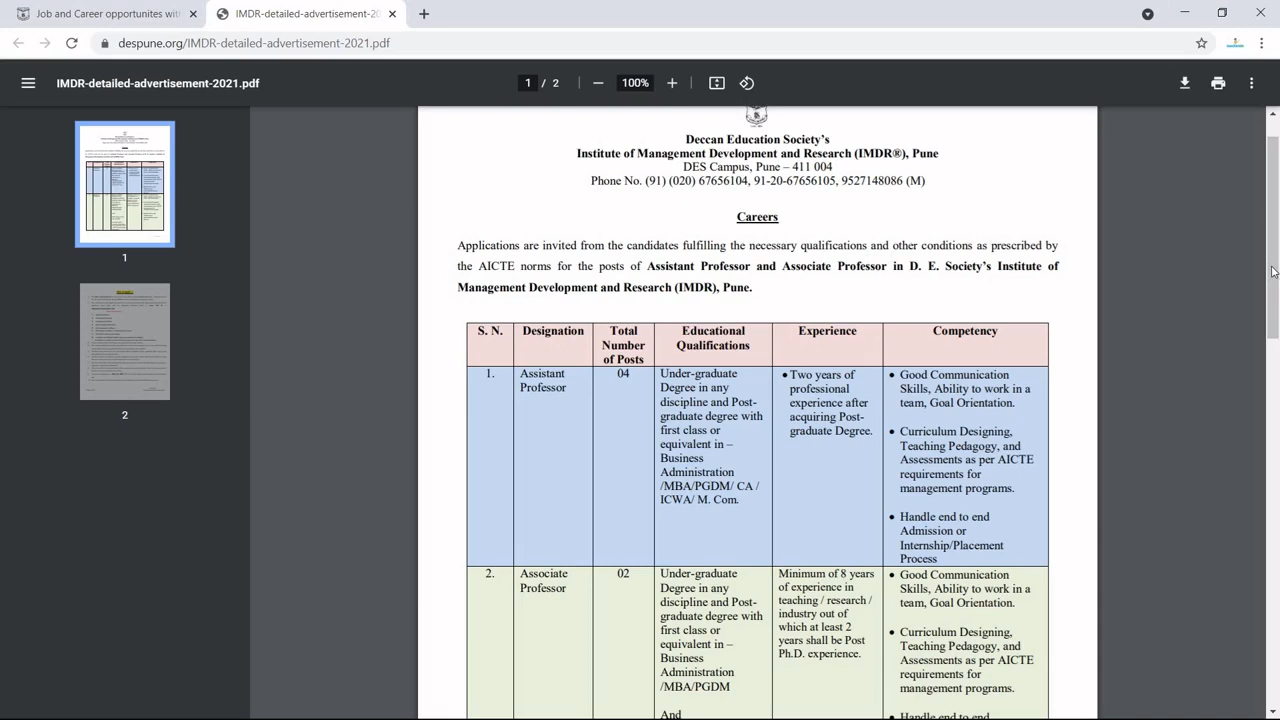 Job and Career opportunities wit
IMDR-detailed-advertisement-20
despune.org/IMDR-detailed-advertisement-2021.pdf
IMDR-detailed-advertisement-2021.pdf
1 / 2
100%
1
2
Deccan Education Society's
Institute of Management Development and Research (IMDR®), Pune
DES Campus, Pune – 411 004
Phone No. (91) (020) 67656104, 91-20-67656105, 9527148086 (M)
Careers
Applications are invited from the candidates fulfilling the necessary qualifications and other conditions as prescribed by
the AICTE norms for the posts of Assistant Professor and Associate Professor in D. E. Society's Institute of
Management Development and Research (IMDR), Pune.
S. N.
Designation
Total
Number
of Posts
Educational
Qualifications
Experience
Competency
1.
Assistant
Professor
04
Under-graduate
Degree in any
discipline and Post-
graduate degree with
first class or
equivalent in –
Business
Administration
/MBA/PGDM/ CA /
ICWA/ M. Com.
• Two years of
professional
experience after
acquiring Post-
graduate Degree.
• Good Communication
Skills, Ability to work in a
team, Goal Orientation.
• Curriculum Designing,
Teaching Pedagogy, and
Assessments as per AICTE
requirements for
management programs.
• Handle end to end
Admission or
Internship/Placement
Process
2.
Associate
Professor
02
Under-graduate
Degree in any
discipline and Post-
graduate degree with
first class or
equivalent in –
Business
Administration
/MBA/PGDM
And
Minimum of 8 years
of experience in
teaching / research /
industry out of
which at least 2
years shall be Post
Ph.D. experience.
• Good Communication
Skills, Ability to work in a
team, Goal Orientation.
• Curriculum Designing,
Teaching Pedagogy, and
Assessments as per AICTE
requirements for
management programs.
• Handle end to end